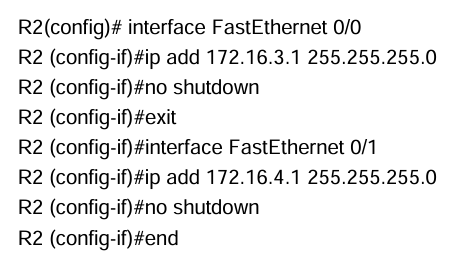 R2(config)# interface FastEthernet 0/0
R2 (config-if)#ip add 172.16.3.1 255.255.255.0
R2 (config-if)#no shutdown
R2 (config-if)#exit
R2 (config-if)#interface FastEthernet 0/1
R2 (config-if)#ip add 172.16.4.1 255.255.255.0
R2 (config-if)#no shutdown
R2 (config-if)#end